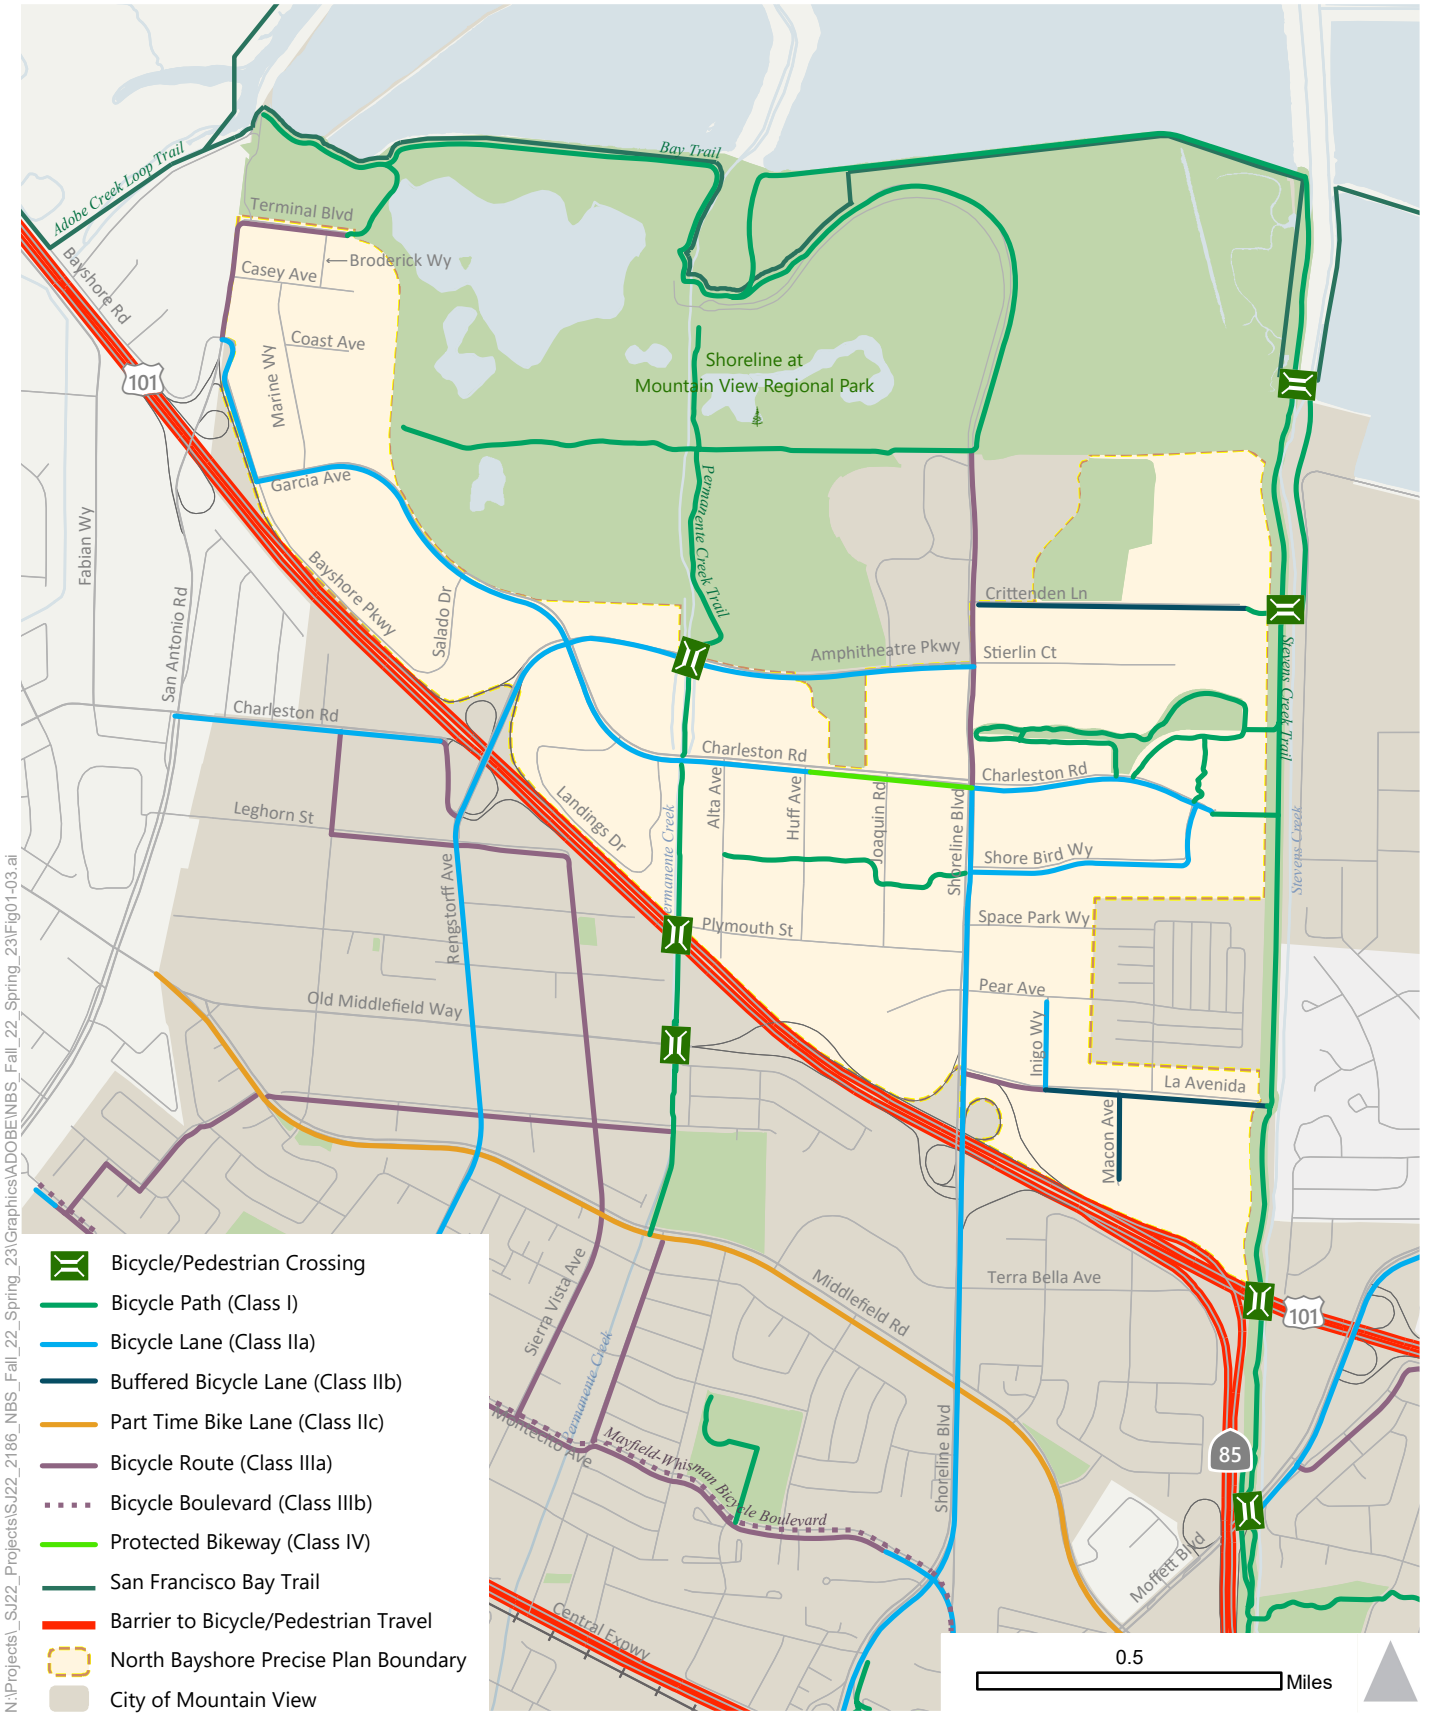 Bay Trail
Adobe Creek Loop Trail
Terminal Blvd
Broderick Wy
Casey Ave
Bayshore Rd
Coast Ave
Marine Wy
101
Shoreline at
Mountain View Regional Park
Garcia Ave
Permanente Creek Trail
Fabian Wy
San Antonio Rd
Bayshore Pkwy
Salado Dr
Crittenden Ln
Amphitheatre Pkwy
Stierlin Ct
Stevens Creek Trail
Charleston Rd
Charleston Rd
Charleston Rd
Leghorn St
Landings Dr
Alta Ave
Huff Ave
Joaquin Rd
Shoreline Blvd
Shore Bird Wy
Permanente Creek
Stevens Creek
Rengstorff Ave
Plymouth St
Space Park Wy
Old Middlefield Way
Pear Ave
Inigo Wy
La Avenida
Macon Ave
Terra Bella Ave
Middlefield Rd
Sierra Vista Ave
Permanente Creek
101
Montecito Ave
Mayfield-Whisman Bicycle Boulevard
Shoreline Blvd
85
Moffett Blvd
Central Expwy
Bicycle/Pedestrian Crossing
Bicycle Path (Class I)
Bicycle Lane (Class IIa)
Buffered Bicycle Lane (Class IIb)
Part Time Bike Lane (Class IIc)
Bicycle Route (Class IIIa)
Bicycle Boulevard (Class IIIb)
Protected Bikeway (Class IV)
San Francisco Bay Trail
Barrier to Bicycle/Pedestrian Travel
North Bayshore Precise Plan Boundary
City of Mountain View
0.5
Miles
N:\Projects\_SJ22_Projects\SJ22_2186_NBS_Fall_22_Spring_23\Graphics\ADOBE\NBS_Fall_22_Spring_23\Fig01-03.ai